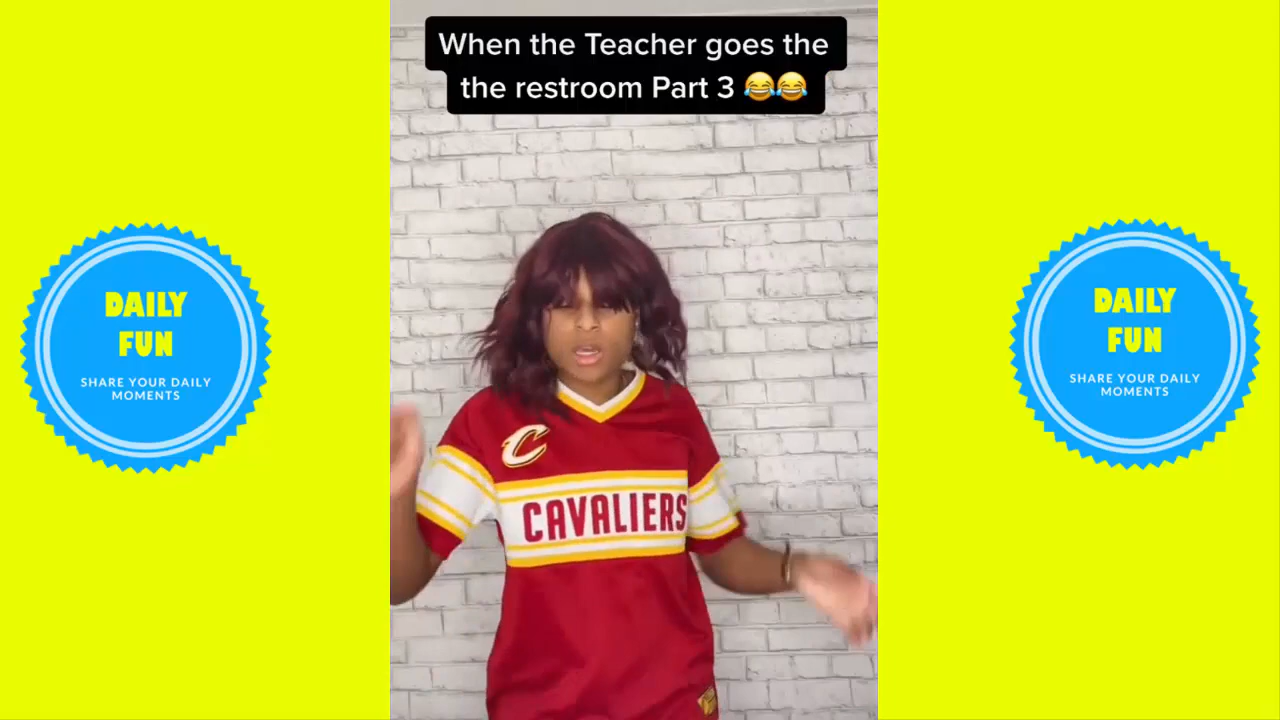 When the Teacher goes the
the restroom Part 3 😂😂
DAILY
FUN
SHARE YOUR DAILY
MOMENTS
C
CAVALIERS
DAILY
FUN
SHARE YOUR DAILY
MOMENTS